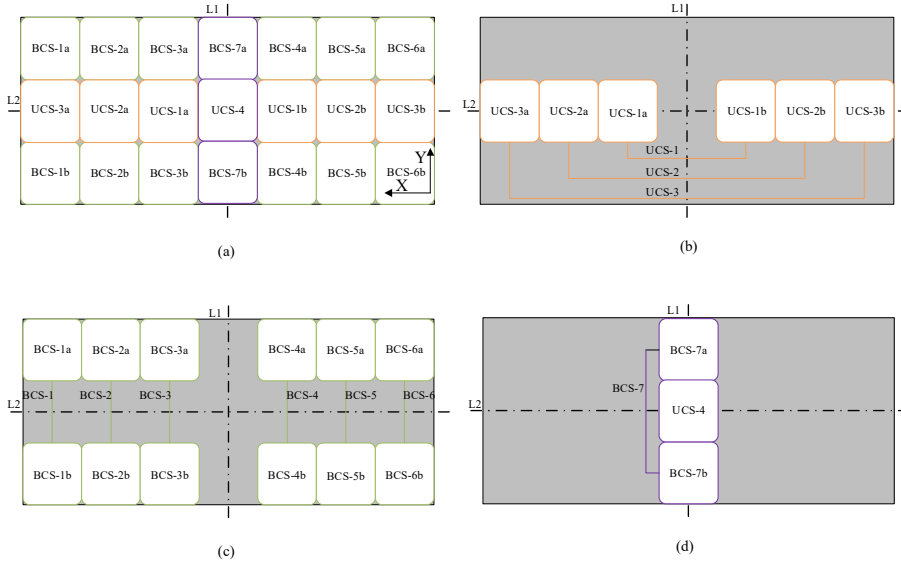 L1
BCS-1a BCS-2a BCS-3a BCS-7a BCS-4a BCS-5a BCS-6a
L2 UCS-3a UCS-2a UCS-1a UCS-4 UCS-1b UCS-2b UCS-3b
BCS-1b BCS-2b BCS-3b BCS-7b BCS-4b BCS-5b BCS-6b
Y
X
(a)
L1
L2 UCS-3a UCS-2a UCS-1a UCS-1b UCS-2b UCS-3b
UCS-1
UCS-2
UCS-3
(b)
L1
BCS-1a BCS-2a BCS-3a BCS-4a BCS-5a BCS-6a
BCS-1 BCS-2 BCS-3 BCS-4 BCS-5 BCS-6
L2
BCS-1b BCS-2b BCS-3b BCS-4b BCS-5b BCS-6b
(c)
L1
BCS-7a
BCS-7
L2 UCS-4
BCS-7b
(d)